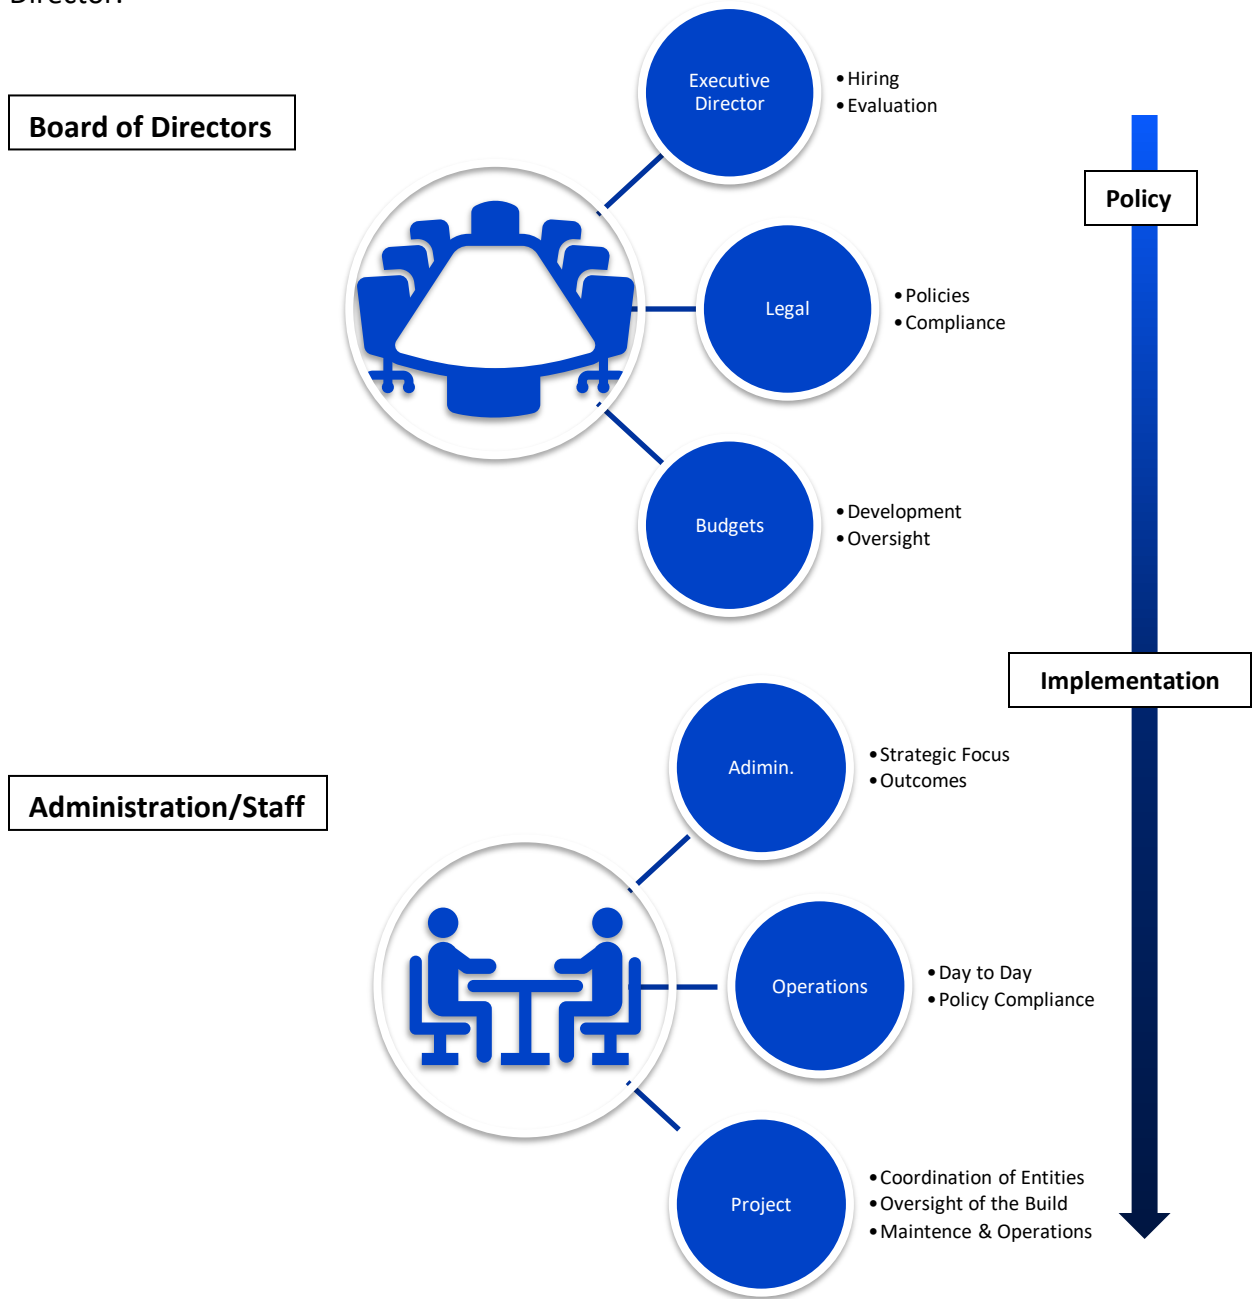 Director.
Executive
Director
• Hiring
• Evaluation
Board of Directors
Policy
Legal
• Policies
• Compliance
Budgets
• Development
• Oversight
Implementation
Adimin.
• Strategic Focus
• Outcomes
Administration/Staff
Operations
• Day to Day
• Policy Compliance
Project
• Coordination of Entities
• Oversight of the Build
• Maintence & Operations